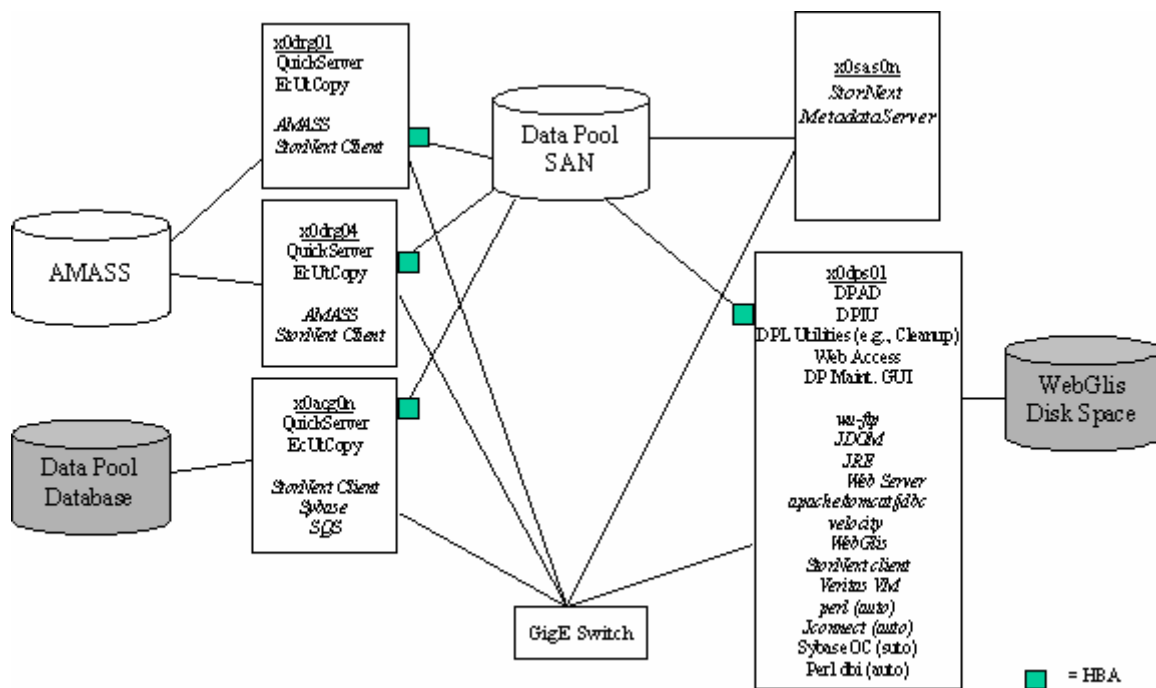 x0drg01
QuickServer
EcUtCopy
AMASS
StorNext Client
Data Pool
SAN
x0sas0n
StorNext
MetadataServer
AMASS
x0drg04
QuickServer
EcUtCopy
AMASS
StorNext Client
x0dps01
DPAD
DPIU
DPL Utilities (e.g., Cleanup)
Web Access
DP Maint. GUI
wu-ftp
JDOM
JRE
Web Server
apache/tomcat/jdbc
velocity
WebGlis
StorNext client
Veritas VM
perl (auto)
Jconnect (auto)
Sybase OC (suto)
Perl dbi (auto)
WebGlis
Disk Space
Data Pool
Database
x0acg0n
QuickServer
EcUtCopy
StorNext Client
Sybase
SQS
GigE Switch
= HBA